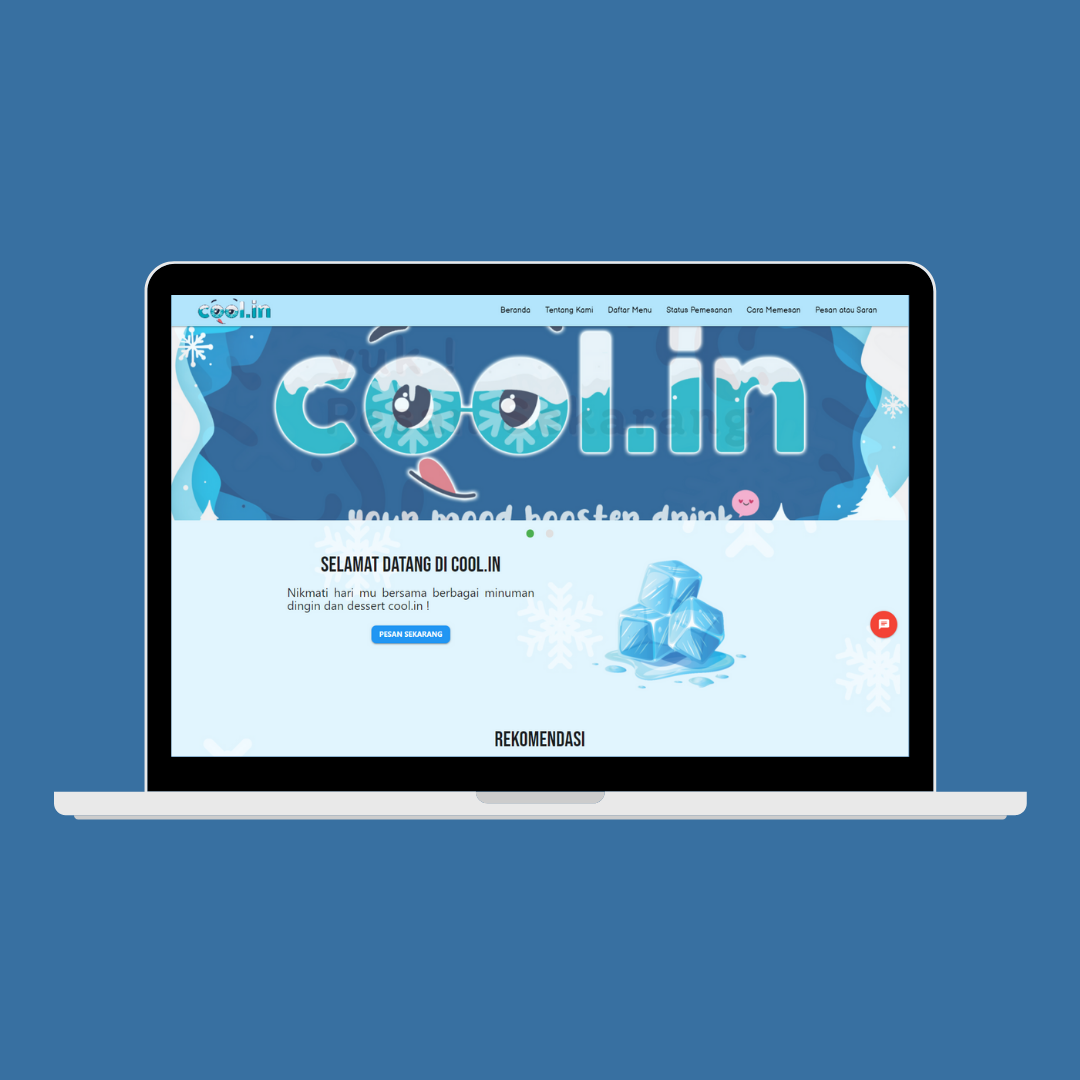 cool.in
Beranda Tentang Kami Daftar Menu Status Pemesanan Cara Memesan Pesan atau Saran
yuk !
cool.in
your mood booster drink
SELAMAT DATANG DI COOL.IN
Nikmati hari mu bersama berbagai minuman
dingin dan dessert cool.in !
PESAN SEKARANG
REKOMENDASI